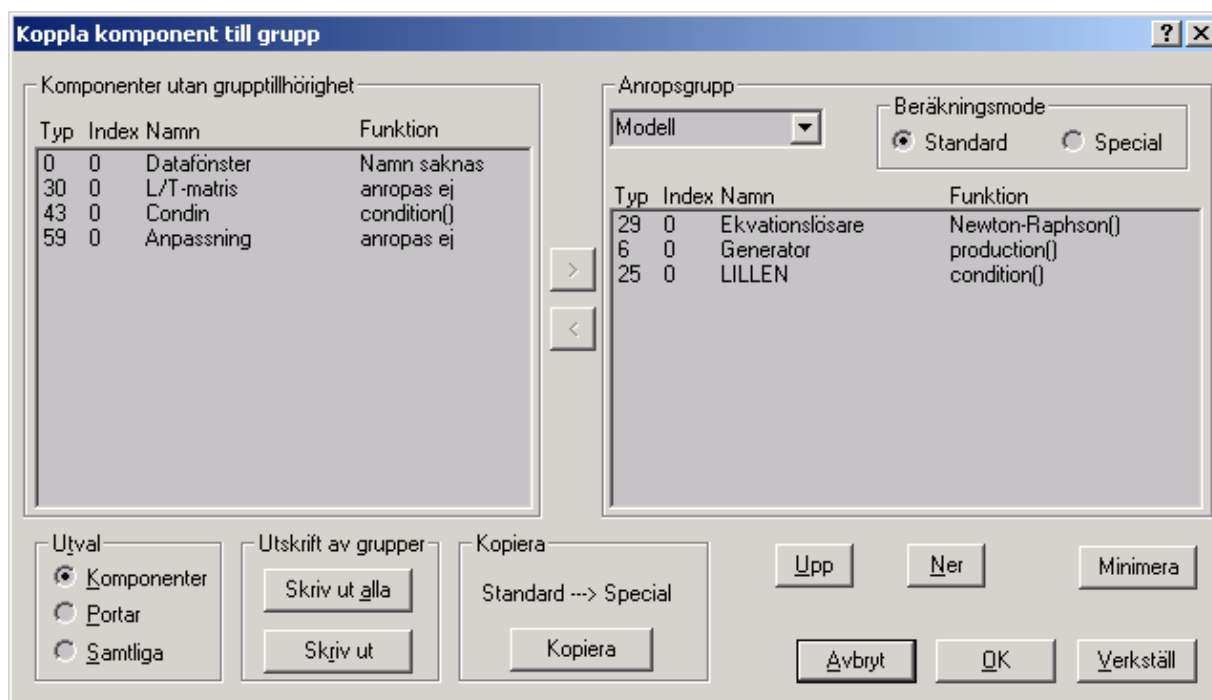 Koppla komponent till grupp
Komponenter utan grupptillhörighet
Typ Index Namn Funktion
0 0 Datafönster Namn saknas
30 0 L/T-matris anropas ej
43 0 Condin condition()
59 0 Anpassning anropas ej
>
<
Anropsgrupp
Modell
Beräkningsmode
Standard
Special
Typ Index Namn Funktion
29 0 Ekvationslösare Newton-Raphson()
6 0 Generator production()
25 0 LILLEN condition()
Utval
Komponenter
Portar
Samtliga
Utskrift av grupper
Skriv ut alla
Skriv ut
Kopiera
Standard ---> Special
Kopiera
Upp
Ner
Minimera
Avbryt
OK
Verkställ